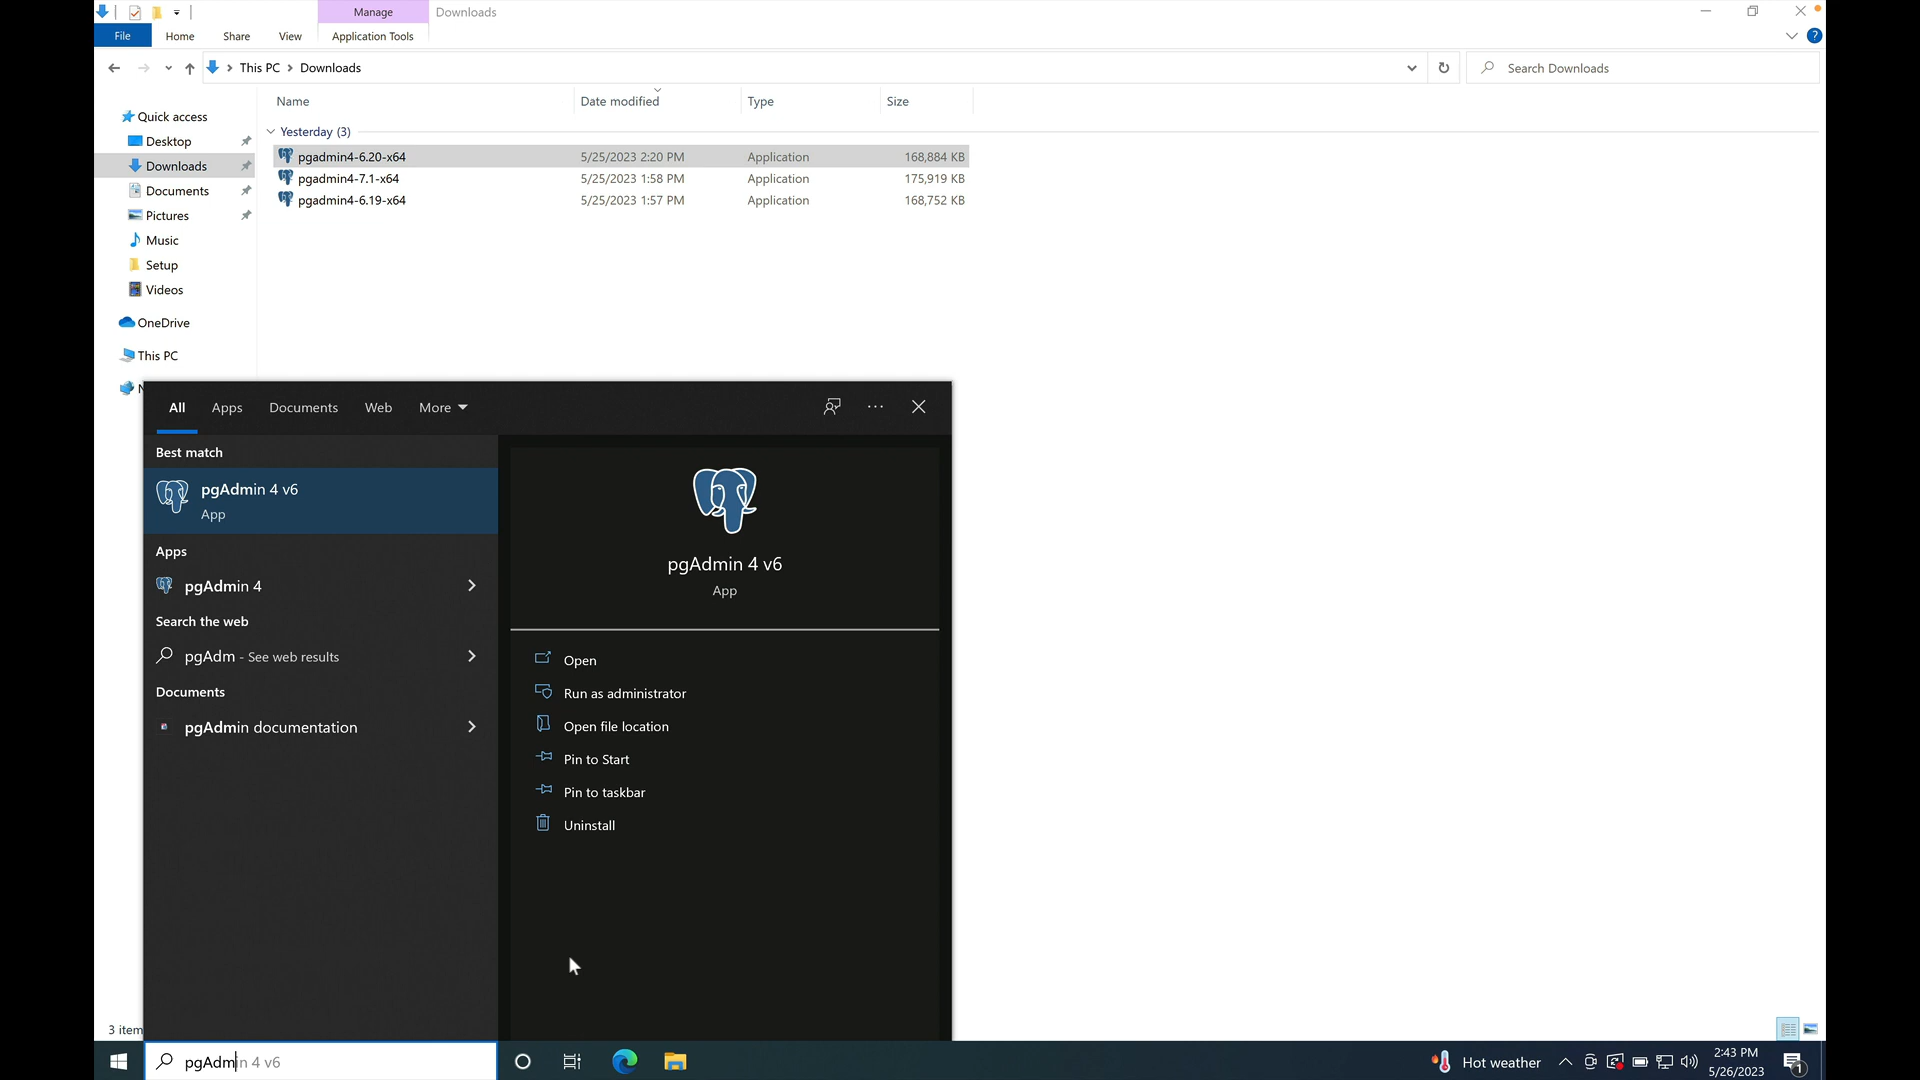 Manage
Downloads
File
Home
Share
View
Application Tools
This PC
Downloads
Search Downloads
Name
Date modified
Type
Size
Quick access
Desktop
Downloads
Documents
Pictures
Music
Setup
Videos
OneDrive
This PC
Yesterday (3)
pgadmin4-6.20-x64 5/25/2023 2:20 PM Application 168,884 KB
pgadmin4-7.1-x64 5/25/2023 1:58 PM Application 175,919 KB
pgadmin4-6.19-x64 5/25/2023 1:57 PM Application 168,752 KB
All
Apps
Documents
Web
More
Best match
pgAdmin 4 v6
App
Apps
pgAdmin 4
Search the web
pgAdm - See web results
Documents
pgAdmin documentation
pgAdmin 4 v6
App
Open
Run as administrator
Open file location
Pin to Start
Pin to taskbar
Uninstall
3 item
pgAdmin 4 v6
Hot weather
2:43 PM
5/26/2023
1